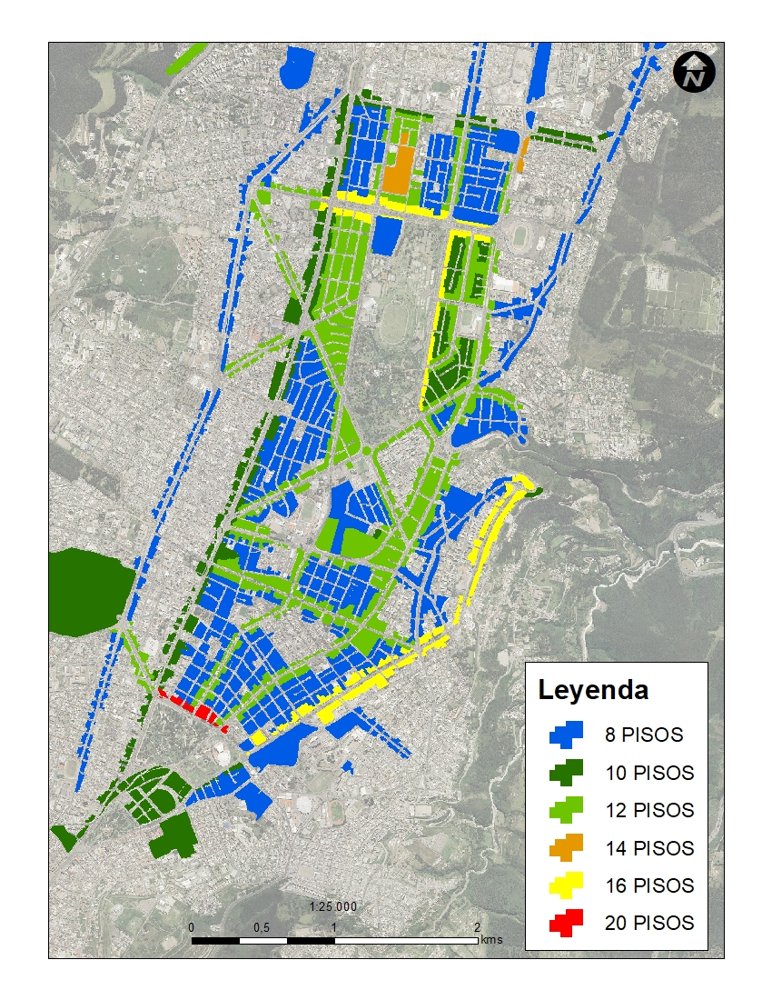 N
Leyenda
8 PISOS
10 PISOS
12 PISOS
14 PISOS
16 PISOS
20 PISOS
1:25.000
0 0,5 1 2
kms